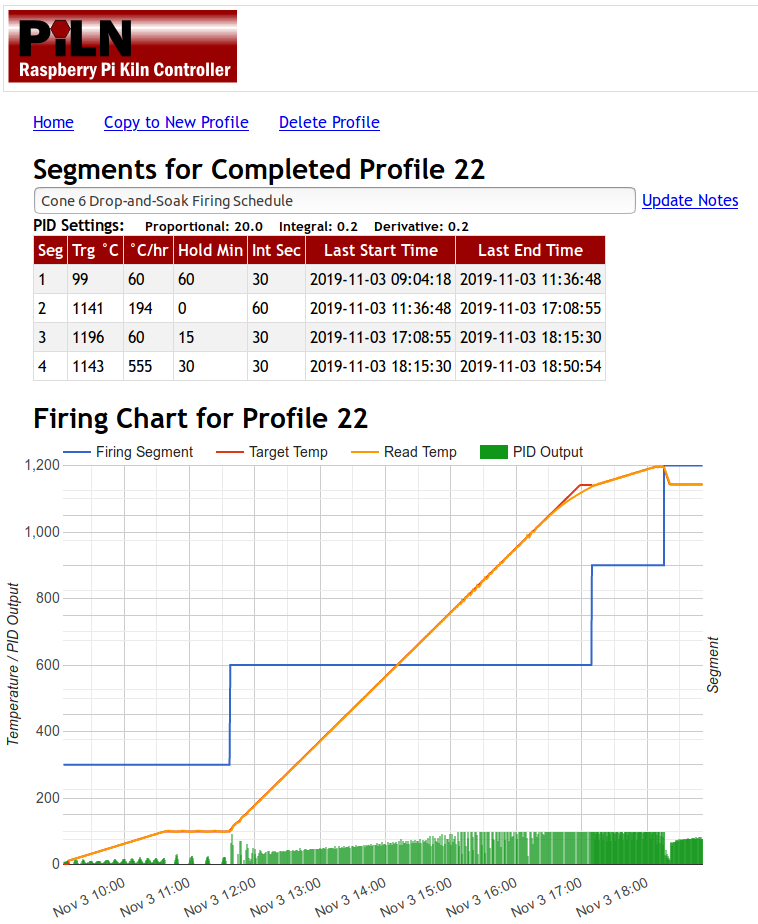 PiLN
Raspberry Pi Kiln Controller
Home Copy to New Profile Delete Profile
Segments for Completed Profile 22
Cone 6 Drop-and-Soak Firing Schedule Update Notes
PID Settings: Proportional: 20.0 Integral: 0.2 Derivative: 0.2
Seg Trg °C °C/hr Hold Min Int Sec Last Start Time Last End Time
1 99 60 60 30 2019-11-03 09:04:18 2019-11-03 11:36:48
2 1141 194 0 60 2019-11-03 11:36:48 2019-11-03 17:08:55
3 1196 60 15 30 2019-11-03 17:08:55 2019-11-03 18:15:30
4 1143 555 30 30 2019-11-03 18:15:30 2019-11-03 18:50:54
Firing Chart for Profile 22
Firing Segment Target Temp Read Temp PID Output
1,200
1,000
800
600
400
200
0
Temperature / PID Output
Segment
Nov 3 10:00 Nov 3 11:00 Nov 3 12:00 Nov 3 13:00 Nov 3 14:00 Nov 3 15:00 Nov 3 16:00 Nov 3 17:00 Nov 3 18:00